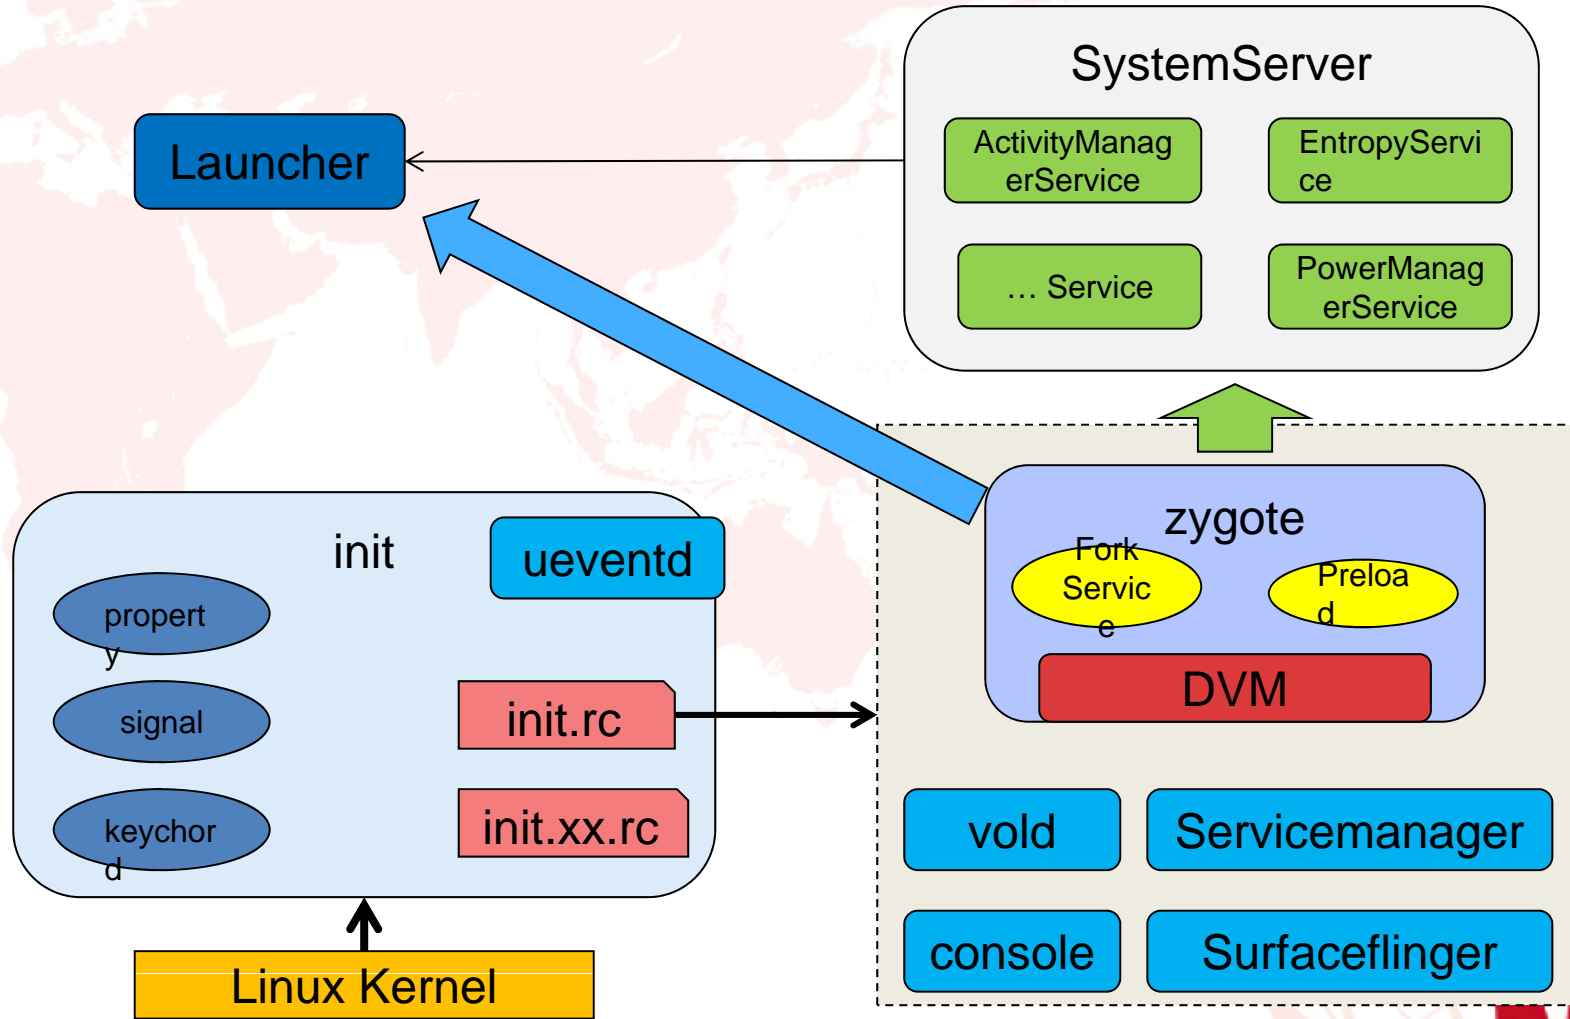 SystemServer
Launcher
ActivityManag
erService
EntropyServi
ce
… Service
PowerManag
erService
init
ueventd
propert
y
signal
keychor
d
init.rc
init.xx.rc
Linux Kernel
zygote
Fork
Servic
e
Preloa
d
DVM
vold
Servicemanager
console
Surfaceflinger